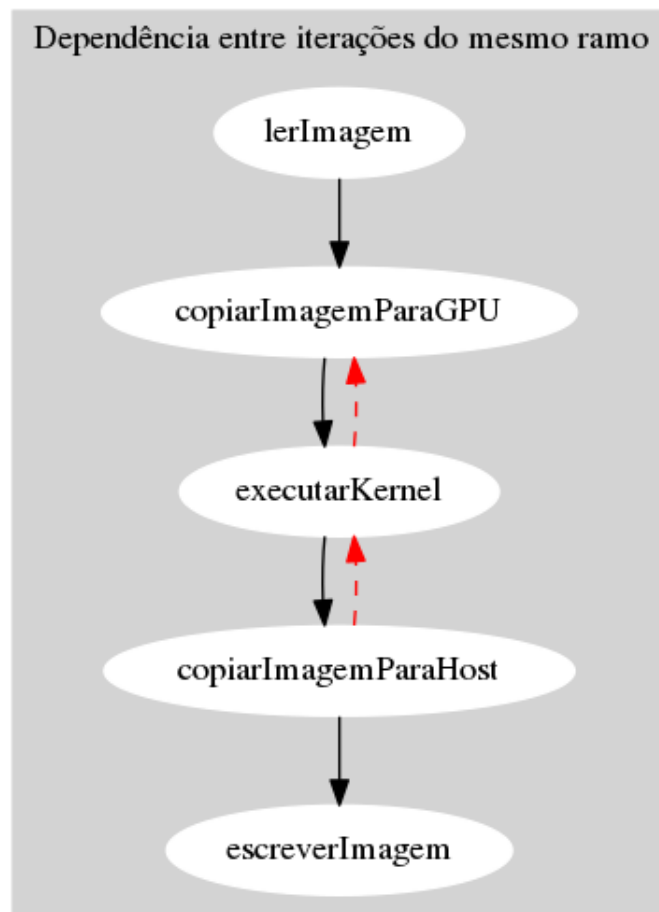 Dependência entre iterações do mesmo ramo
lerImagem
copiarImagemParaGPU
executarKernel
copiarImagemParaHost
escreverImagem